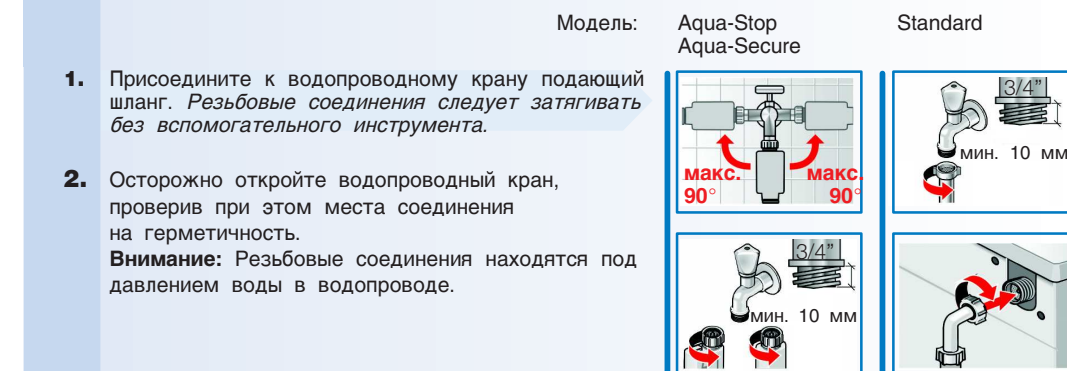 Модель: Aqua-Stop Standard
Aqua-Secure
1. Присоедините к водопроводному крану подающий
шланг. Резьбовые соединения следует затягивать
без вспомогательного инструмента.
2. Осторожно откройте водопроводный кран,
проверив при этом места соединения
на герметичность.
Внимание: Резьбовые соединения находятся под
давлением воды в водопроводе.
макс. макс.
90° 90°
3/4”
мин. 10 мм
3/4”
мин. 10 мм